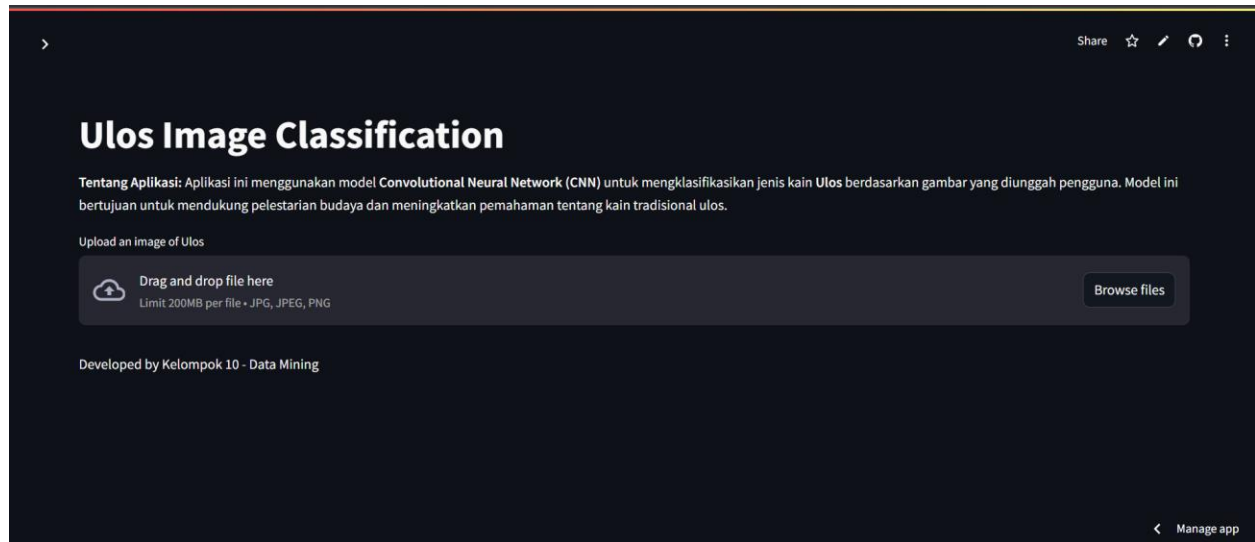 Share
Ulos Image Classification
Tentang Aplikasi: Aplikasi ini menggunakan model Convolutional Neural Network (CNN) untuk mengklasifikasikan jenis kain Ulos berdasarkan gambar yang diunggah pengguna. Model ini
bertujuan untuk mendukung pelestarian budaya dan meningkatkan pemahaman tentang kain tradisional ulos.
Upload an image of Ulos
Drag and drop file here
Limit 200MB per file • JPG, JPEG, PNG
Browse files
Developed by Kelompok 10 - Data Mining
Manage app